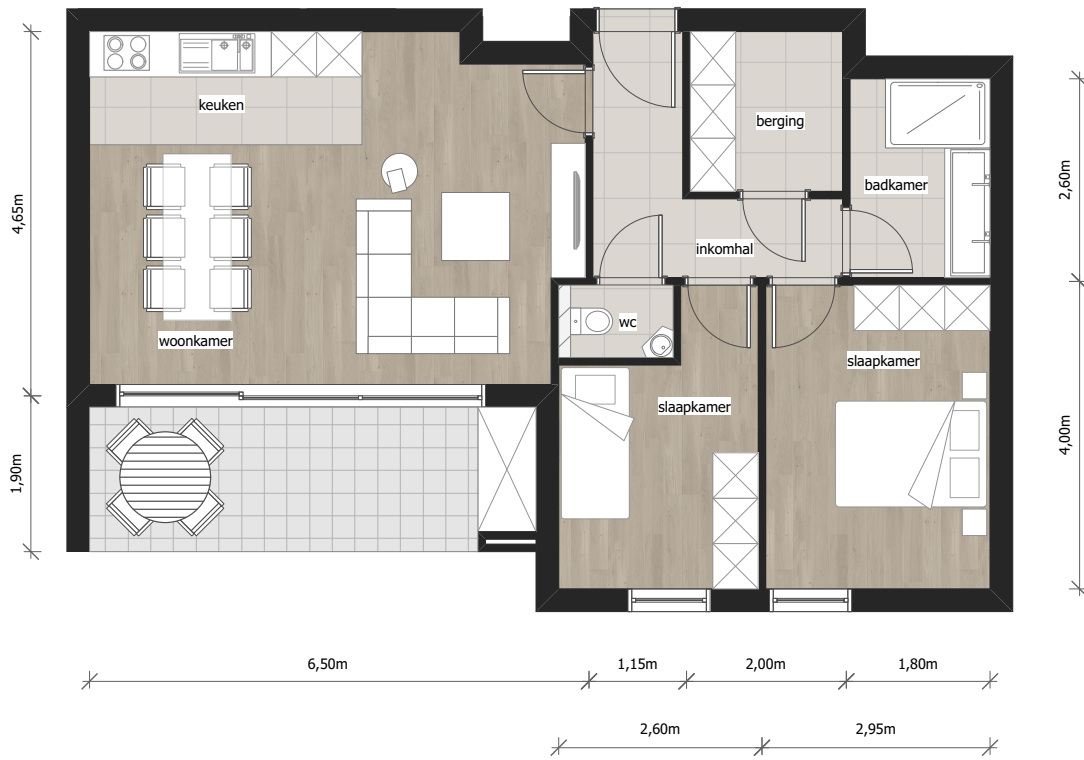 keuken
berging
badkamer
inkomhal
woonkamer
wc
slaapkamer
slaapkamer
4,65m
1,90m
2,60m
4,00m
6,50m
1,15m
2,00m
1,80m
2,60m
2,95m